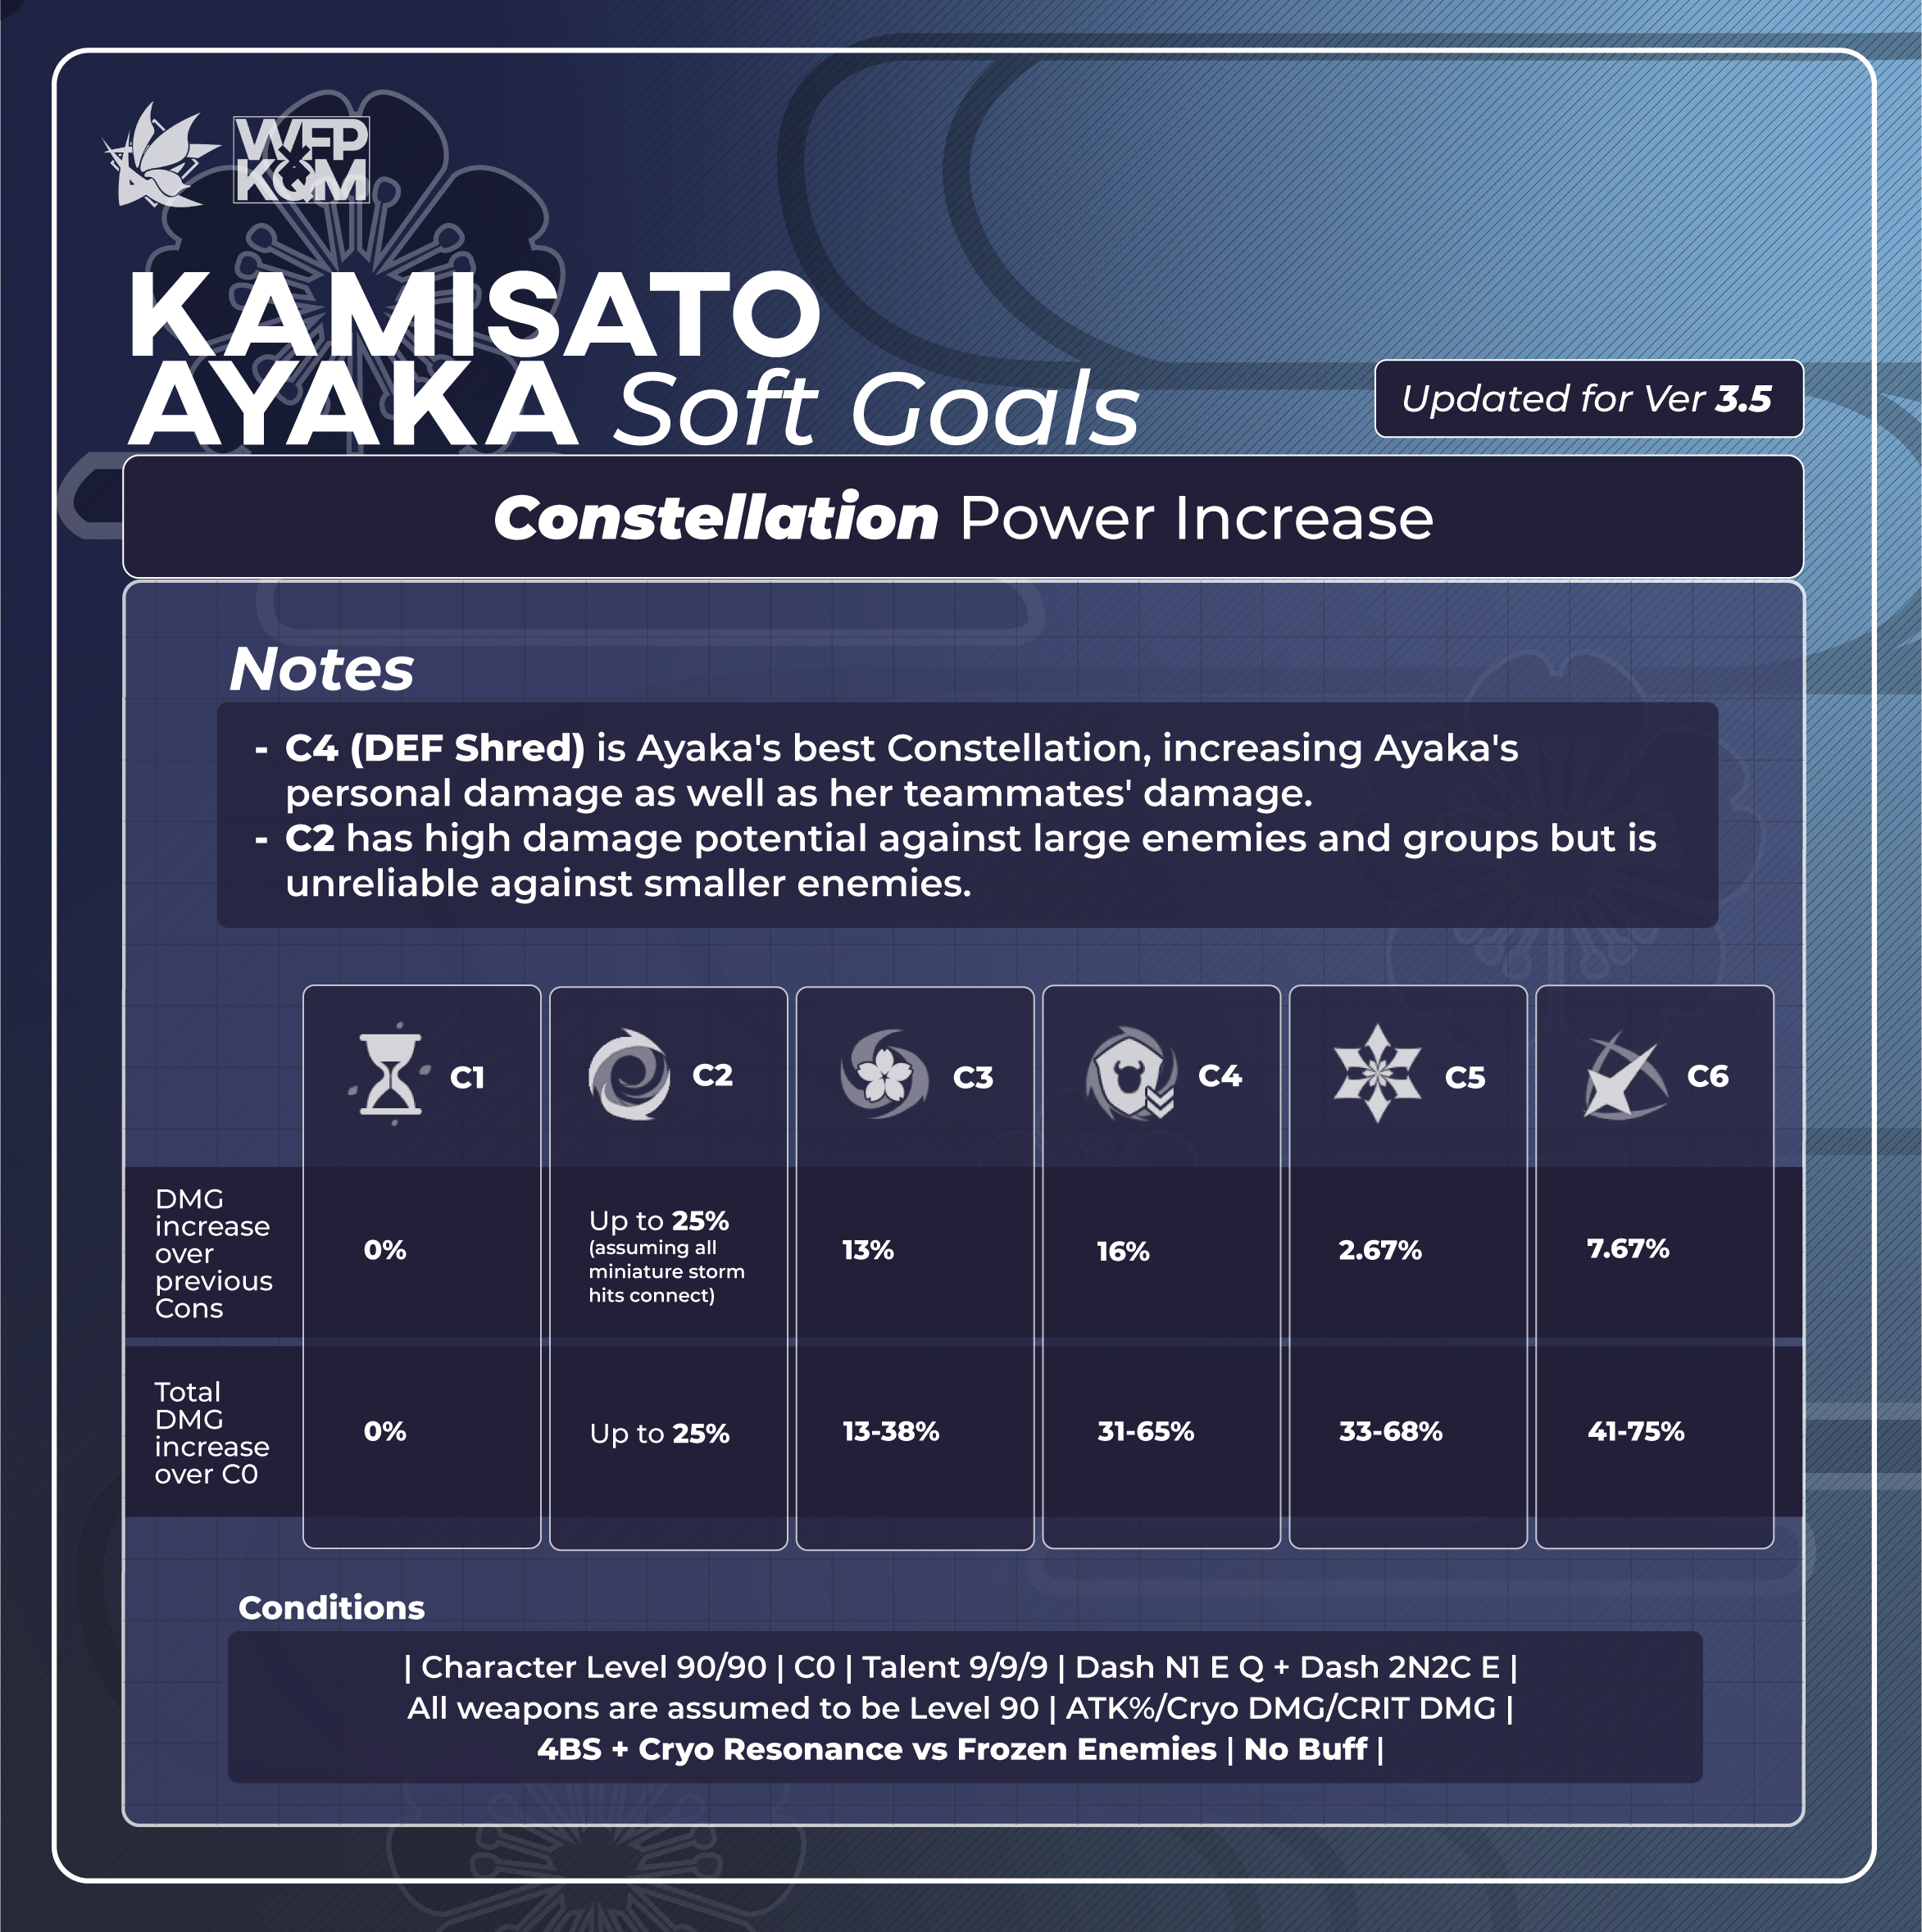 WFP
KQM
KAMISATO
AYAKA Soft Goals
Updated for Ver 3.5
Constellation Power Increase
Notes
- C4 (DEF Shred) is Ayaka's best Constellation, increasing Ayaka's
personal damage as well as her teammates' damage.
- C2 has high damage potential against large enemies and groups but is
unreliable against smaller enemies.
C1 C2 C3 C4 C5 C6
DMG
increase
over
previous
Cons
0%
Up to 25%
(assuming all
miniature storm
hits connect)
13%
16%
2.67%
7.67%
Total
DMG
increase
over C0
0%
Up to 25%
13-38%
31-65%
33-68%
41-75%
Conditions
| Character Level 90/90 | C0 | Talent 9/9/9 | Dash N1 E Q + Dash 2N2C E |
All weapons are assumed to be Level 90 | ATK%/Cryo DMG/CRIT DMG |
4BS + Cryo Resonance vs Frozen Enemies | No Buff |